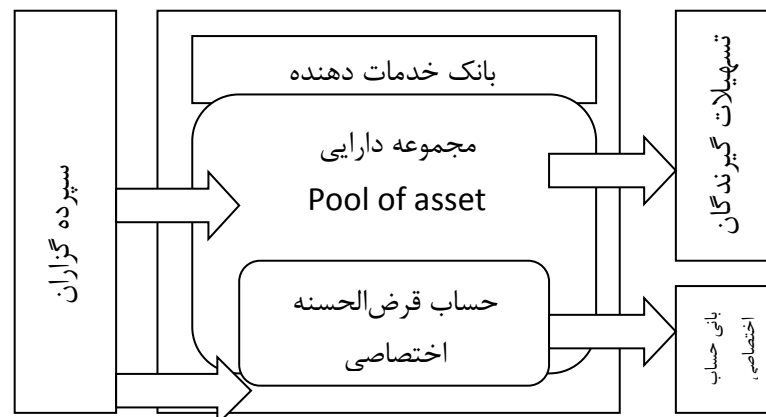 بانک خدمات دهنده
مجموعه دارایی
Pool of asset
حساب قرض‌الحسنه
اختصاصی
سپرده گزاران
تسهیلات گیرندگان
بانی حساب
اختصاصی،